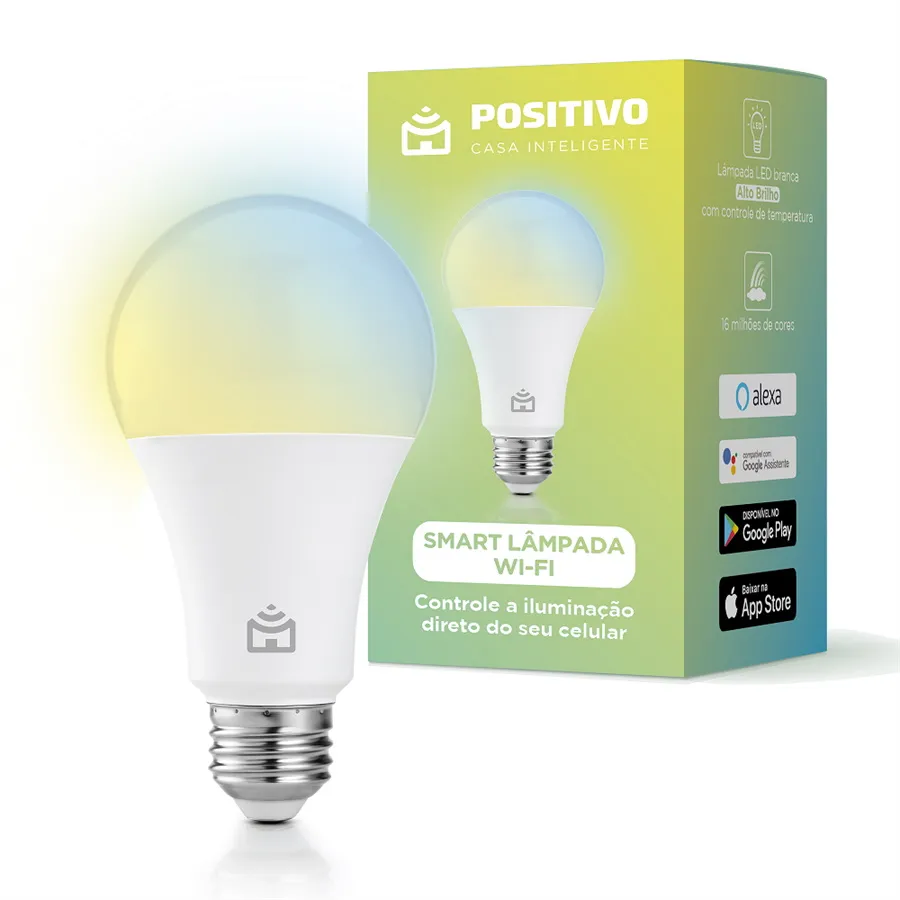 POSITIVO
CASA INTELIGENTE
SMART LÂMPADA
WI-FI
Controle a iluminação
direto do seu celular
LED
Lâmpada LED branca
Alto Brilho
com controle de temperatura
16 milhões de cores
alexa
compatível com:
Google Assistente
DISPONÍVEL NO
Google Play
Baixar na
App Store